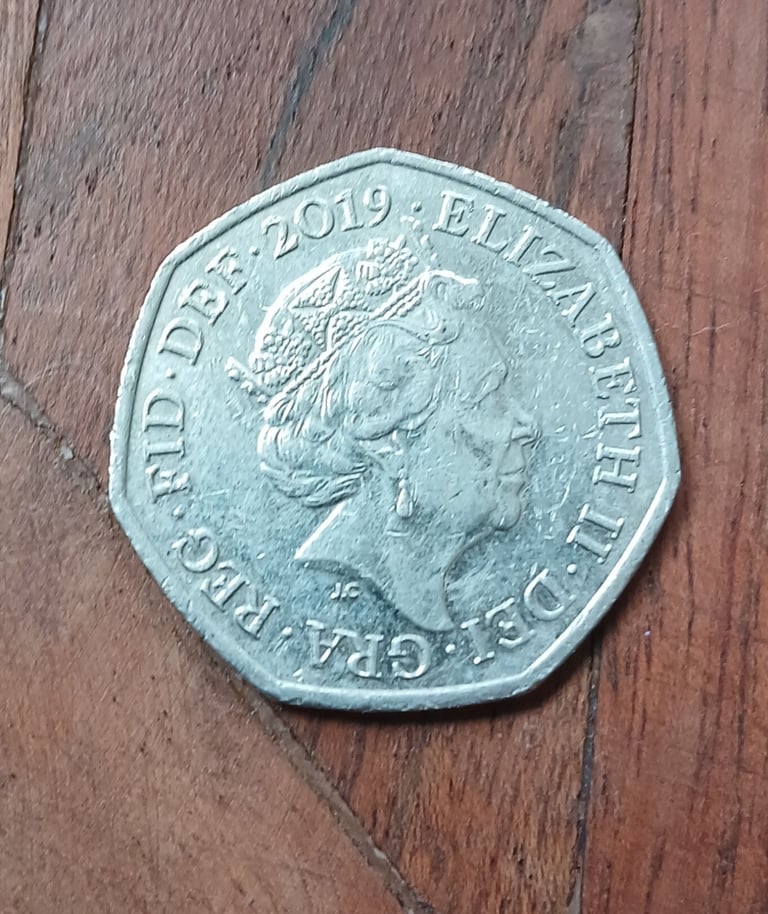 ELIZABETH II · DEI · GRA · REG · FID · DEF · 2019 ·
JC